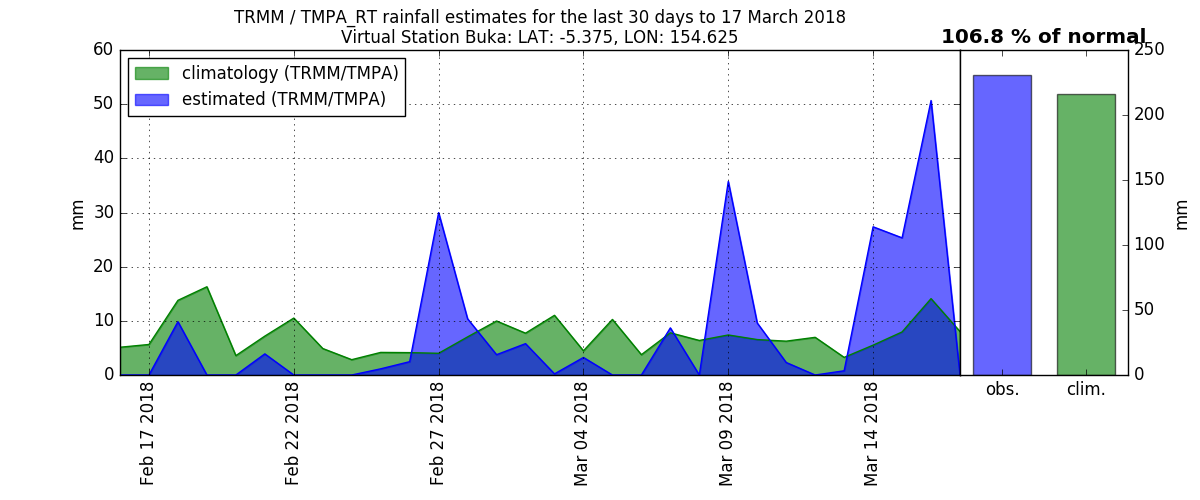 TRMM / TMPA_RT rainfall estimates for the last 30 days to 17 March 2018
Virtual Station Buka: LAT: -5.375, LON: 154.625
106.8 % of normal
climatology (TRMM/TMPA)
estimated (TRMM/TMPA)
60
50
40
30
20
10
0
mm
Feb 17 2018
Feb 22 2018
Feb 27 2018
Mar 04 2018
Mar 09 2018
Mar 14 2018
250
200
150
100
50
0
mm
obs.
clim.